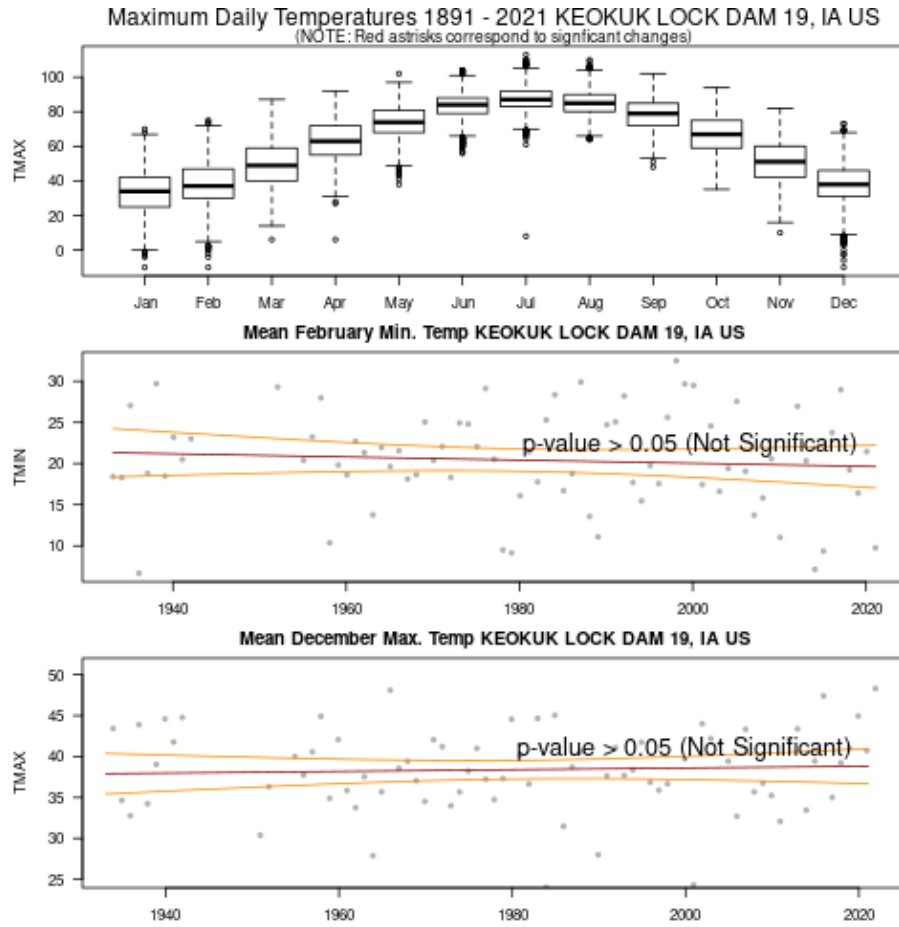 Maximum Daily Temperatures 1891 - 2021 KEOKUK LOCK DAM 19, IA US
(NOTE: Red astrisks correspond to signficant changes)
TMAX
100
80
60
40
20
0
Jan Feb Mar Apr May Jun Jul Aug Sep Oct Nov Dec
Mean February Min. Temp KEOKUK LOCK DAM 19, IA US
TMIN
30
25
20
15
10
p-value > 0.05 (Not Significant)
1940 1960 1980 2000 2020
Mean December Max. Temp KEOKUK LOCK DAM 19, IA US
TMAX
50
45
40
35
30
25
p-value > 0.05 (Not Significant)
1940 1960 1980 2000 2020